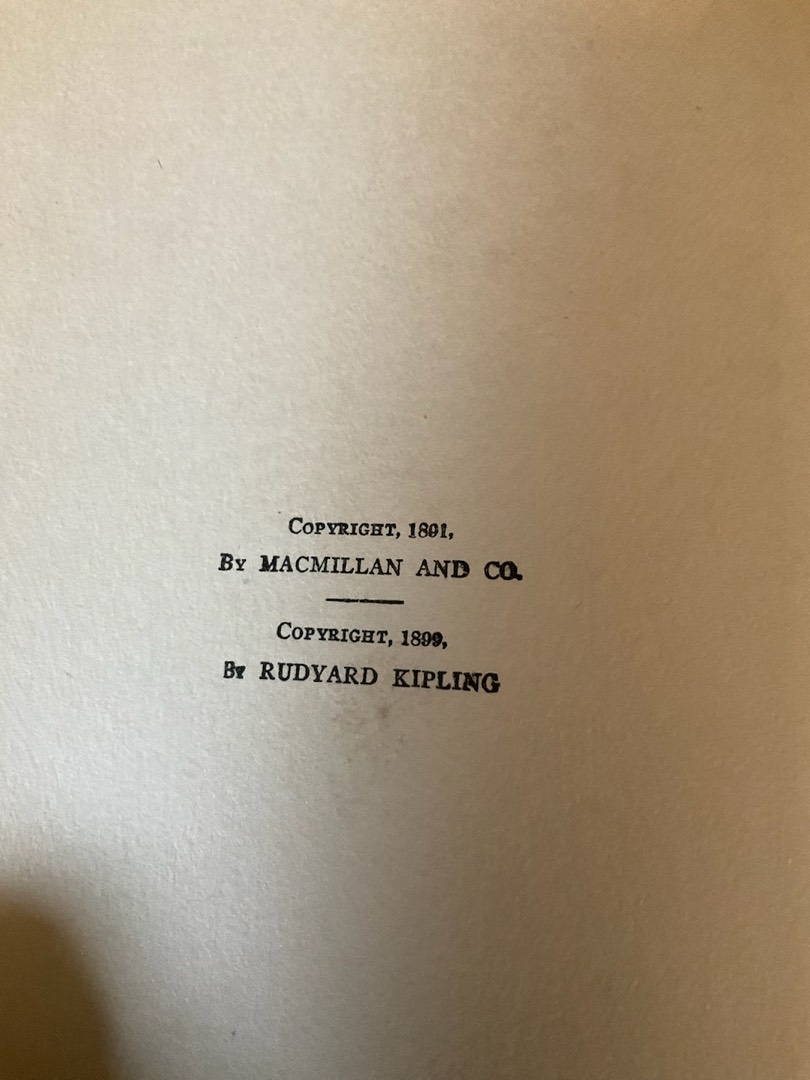 COPYRIGHT, 1891,
BY MACMILLAN AND CO.
COPYRIGHT, 1899,
BY RUDYARD KIPLING